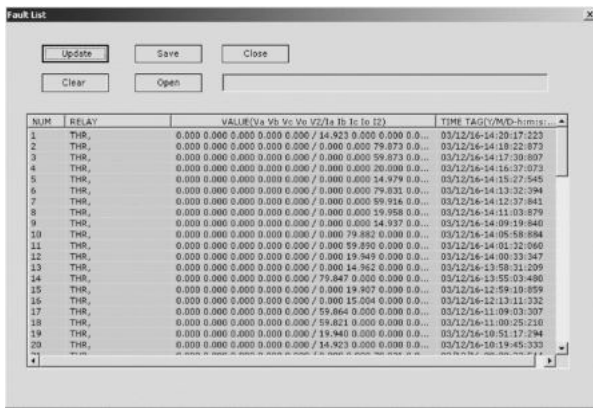 Fault List
Update Save Close
Clear Open
NUM RELAY VALUE(Va Vb Vc Vo V2/Ia Ib Ic Io I2) TIME TAG(Y/M/D-h:m:s:...
1 THR, 0.000 0.000 0.000 0.000 0.000 / 14.923 0.000 0.000 0.0... 03/12/16-14:20:17:223
2 THR, 0.000 0.000 0.000 0.000 0.000 / 0.000 0.000 79.873 0.0... 03/12/16-14:18:22:873
3 THR, 0.000 0.000 0.000 0.000 0.000 / 0.000 0.000 59.873 0.0... 03/12/16-14:17:30:807
4 THR, 0.000 0.000 0.000 0.000 0.000 / 0.000 0.000 20.000 0.0... 03/12/16-14:16:37:073
5 THR, 0.000 0.000 0.000 0.000 0.000 / 0.000 0.000 14.979 0.0... 03/12/16-14:15:27:545
6 THR, 0.000 0.000 0.000 0.000 0.000 / 0.000 0.000 79.831 0.0... 03/12/16-14:13:32:394
7 THR, 0.000 0.000 0.000 0.000 0.000 / 0.000 0.000 59.916 0.0... 03/12/16-14:12:37:841
8 THR, 0.000 0.000 0.000 0.000 0.000 / 0.000 0.000 19.958 0.0... 03/12/16-14:11:03:879
9 THR, 0.000 0.000 0.000 0.000 0.000 / 0.000 0.000 14.937 0.0... 03/12/16-14:09:19:840
10 THR, 0.000 0.000 0.000 0.000 0.000 / 0.000 79.882 0.000 0.0... 03/12/16-14:05:58:884
11 THR, 0.000 0.000 0.000 0.000 0.000 / 0.000 59.890 0.000 0.0... 03/12/16-14:01:32:060
12 THR, 0.000 0.000 0.000 0.000 0.000 / 0.000 19.949 0.000 0.0... 03/12/16-14:00:33:347
13 THR, 0.000 0.000 0.000 0.000 0.000 / 0.000 14.962 0.000 0.0... 03/12/16-13:58:31:209
14 THR, 0.000 0.000 0.000 0.000 0.000 / 79.847 0.000 0.000 0.0... 03/12/16-13:55:03:480
15 THR, 0.000 0.000 0.000 0.000 0.000 / 0.000 19.907 0.000 0.0... 03/12/16-12:59:10:859
16 THR, 0.000 0.000 0.000 0.000 0.000 / 0.000 15.004 0.000 0.0... 03/12/16-12:13:11:332
17 THR, 0.000 0.000 0.000 0.000 0.000 / 59.864 0.000 0.000 0.0... 03/12/16-11:09:03:307
18 THR, 0.000 0.000 0.000 0.000 0.000 / 59.821 0.000 0.000 0.0... 03/12/16-11:00:25:210
19 THR, 0.000 0.000 0.000 0.000 0.000 / 19.940 0.000 0.000 0.0... 03/12/16-10:51:17:294
20 THR, 0.000 0.000 0.000 0.000 0.000 / 14.923 0.000 0.000 0.0... 03/12/16-10:19:45:333